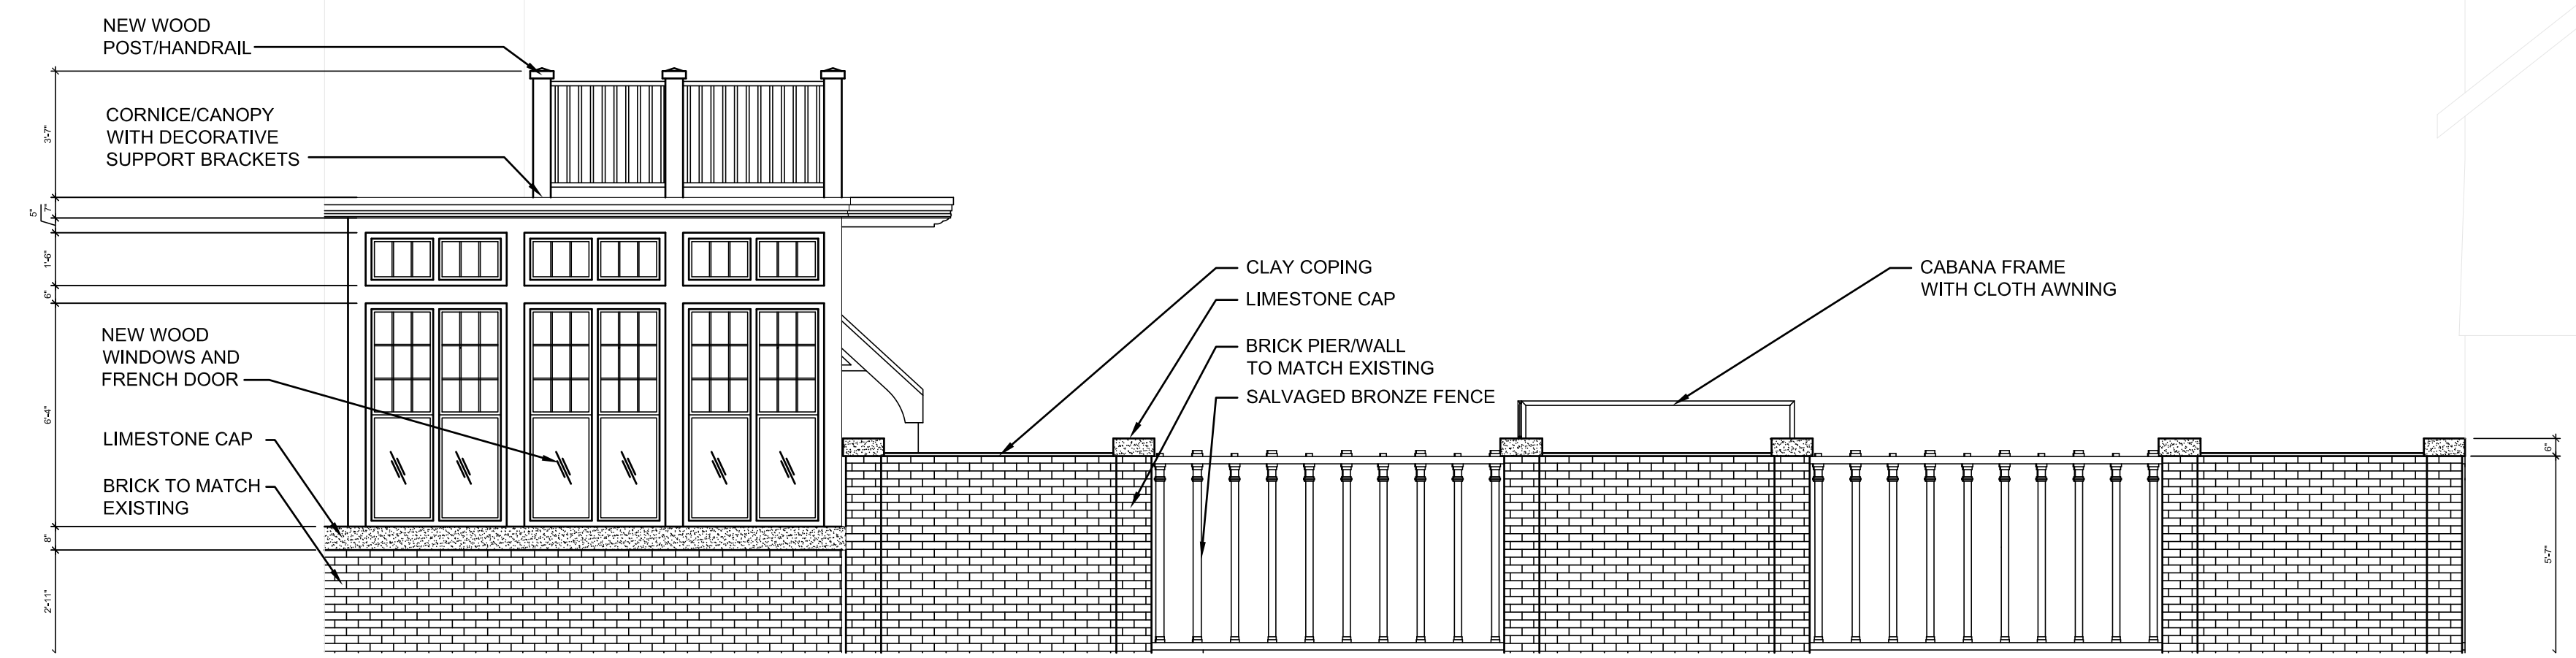 NEW WOOD
POST/HANDRAIL
CORNICE/CANOPY
WITH DECORATIVE
SUPPORT BRACKETS
NEW WOOD
WINDOWS AND
FRENCH DOOR
LIMESTONE CAP
BRICK TO MATCH
EXISTING
3'-7"
7"
5"
1'-6"
6"
6'-4"
8"
2'-11"
CLAY COPING
LIMESTONE CAP
BRICK PIER/WALL
TO MATCH EXISTING
SALVAGED BRONZE FENCE
CABANA FRAME
WITH CLOTH AWNING
6"
5'-7"